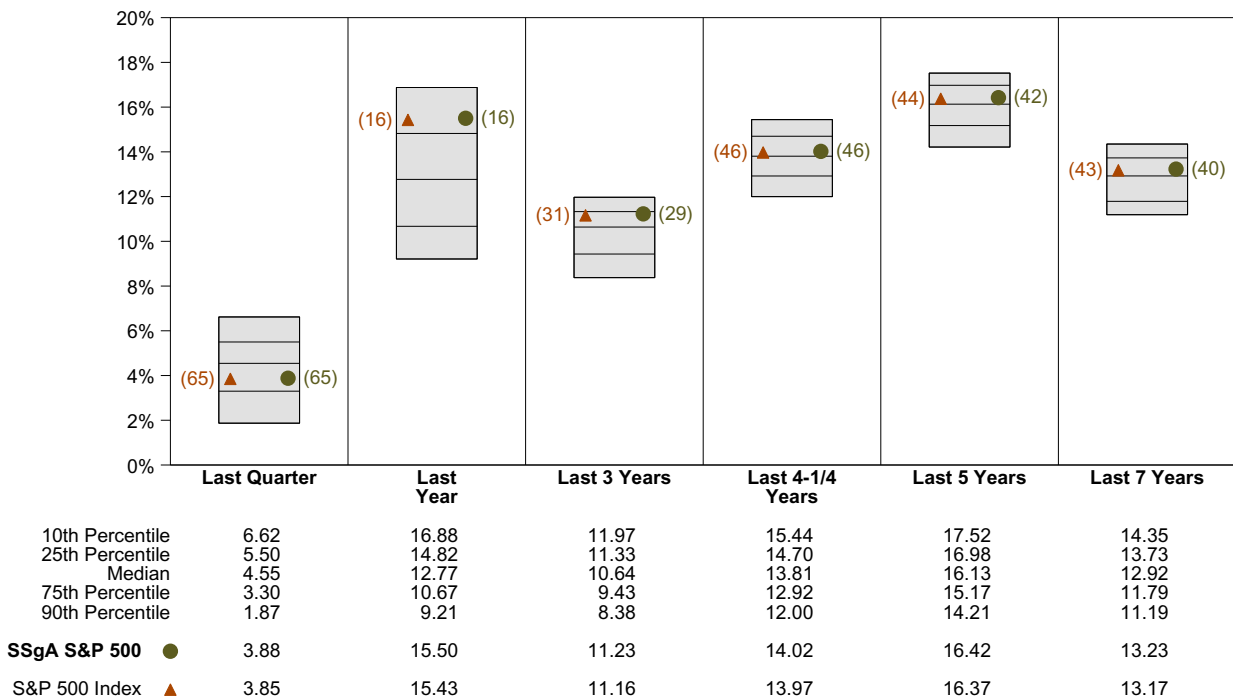 20%
18%
16%
14%
12%
10%
8%
6%
4%
2%
0%
(65) (65)
(16) (16)
(31) (29)
(46) (46)
(44) (42)
(43) (40)
Last Quarter Last Year Last 3 Years Last 4-1/4 Years Last 5 Years Last 7 Years
10th Percentile 6.62 16.88 11.97 15.44 17.52 14.35
25th Percentile 5.50 14.82 11.33 14.70 16.98 13.73
Median 4.55 12.77 10.64 13.81 16.13 12.92
75th Percentile 3.30 10.67 9.43 12.92 15.17 11.79
90th Percentile 1.87 9.21 8.38 12.00 14.21 11.19
SSgA S&P 500 3.88 15.50 11.23 14.02 16.42 13.23
S&P 500 Index 3.85 15.43 11.16 13.97 16.37 13.17